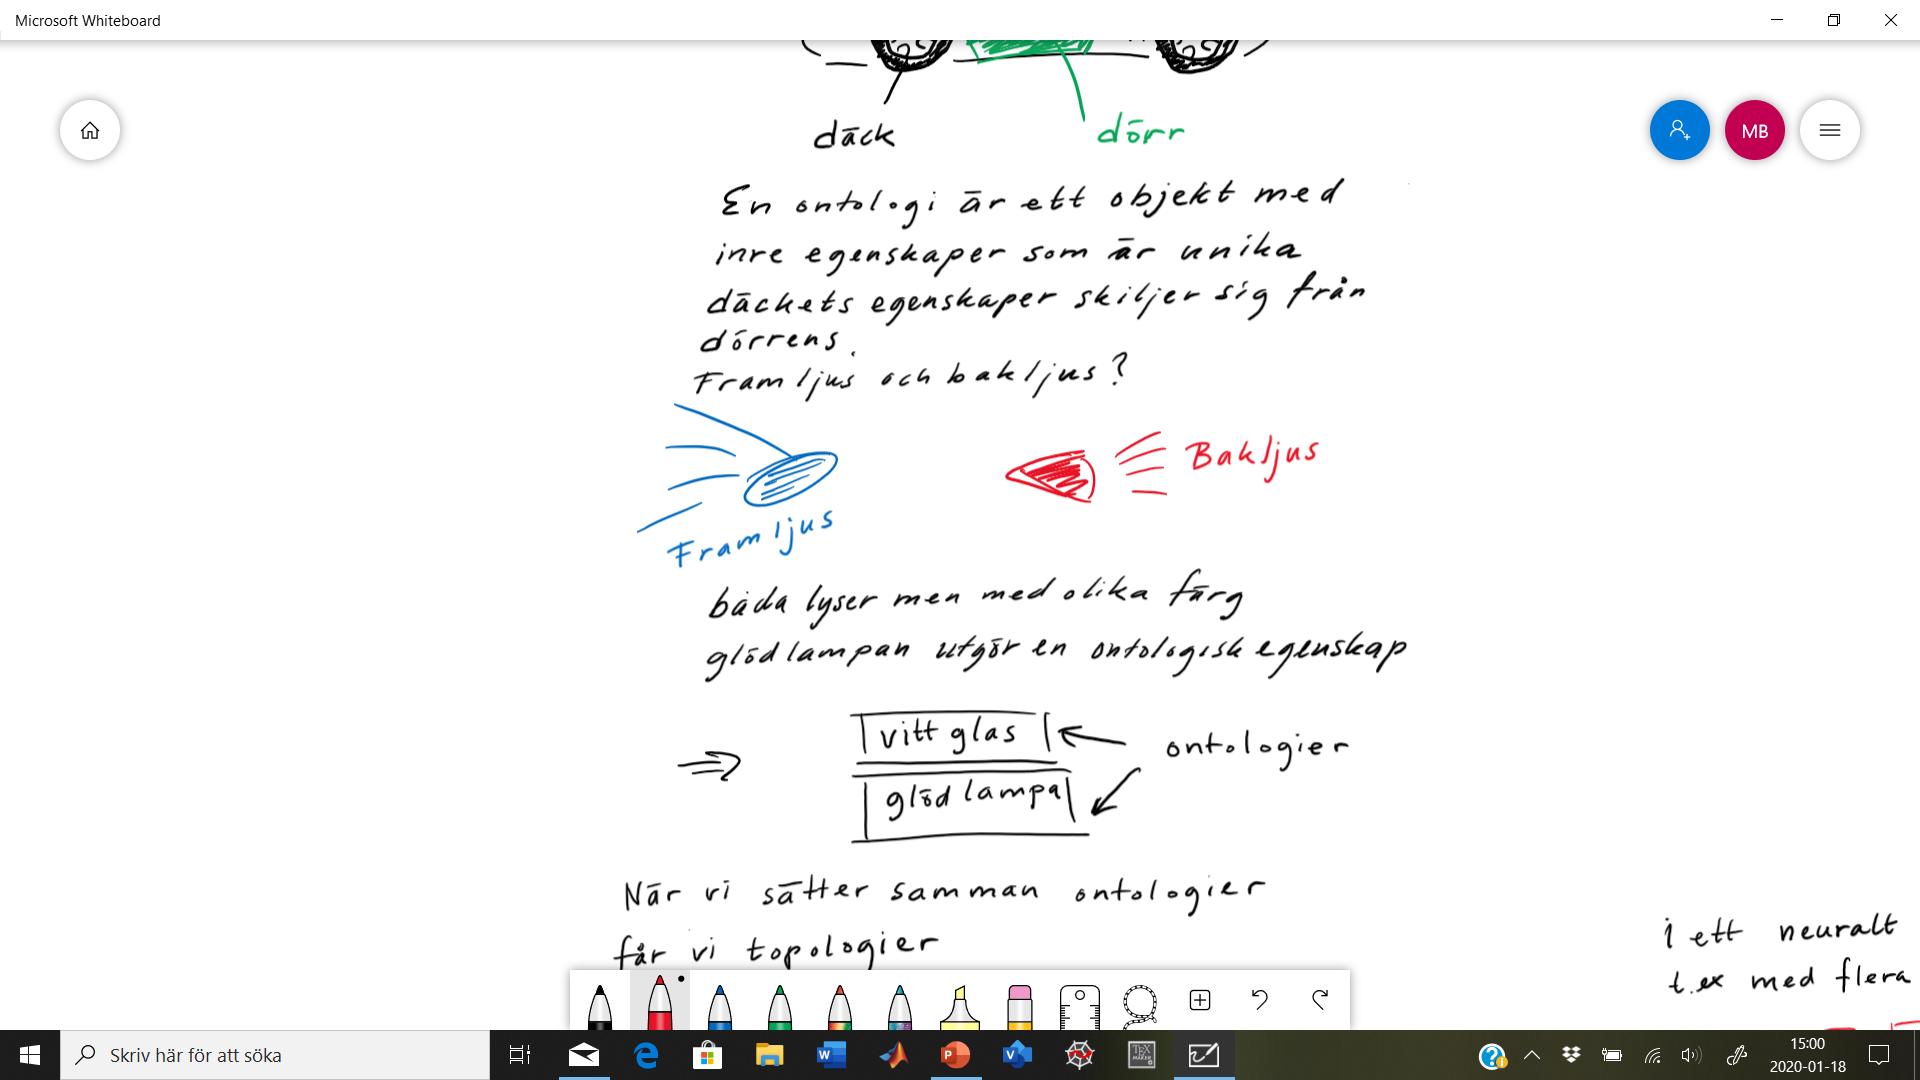 Microsoft Whiteboard
MB
däck
dörr
En ontologi är ett objekt med
inre egenskaper som är unika
däckets egenskaper skiljer sig från
dörrens.
Framljus och bakljus?
Bakljus
Framljus
båda lyser men med olika färg
glödlampan utgör en ontologisk egenskap
⇒
vitt glas
ontologier
glödlampa
När vi sätter samman ontologier
får vi topologier
i ett neuralt
t.ex med flera
Skriv här för att söka
15:00
2020-01-18